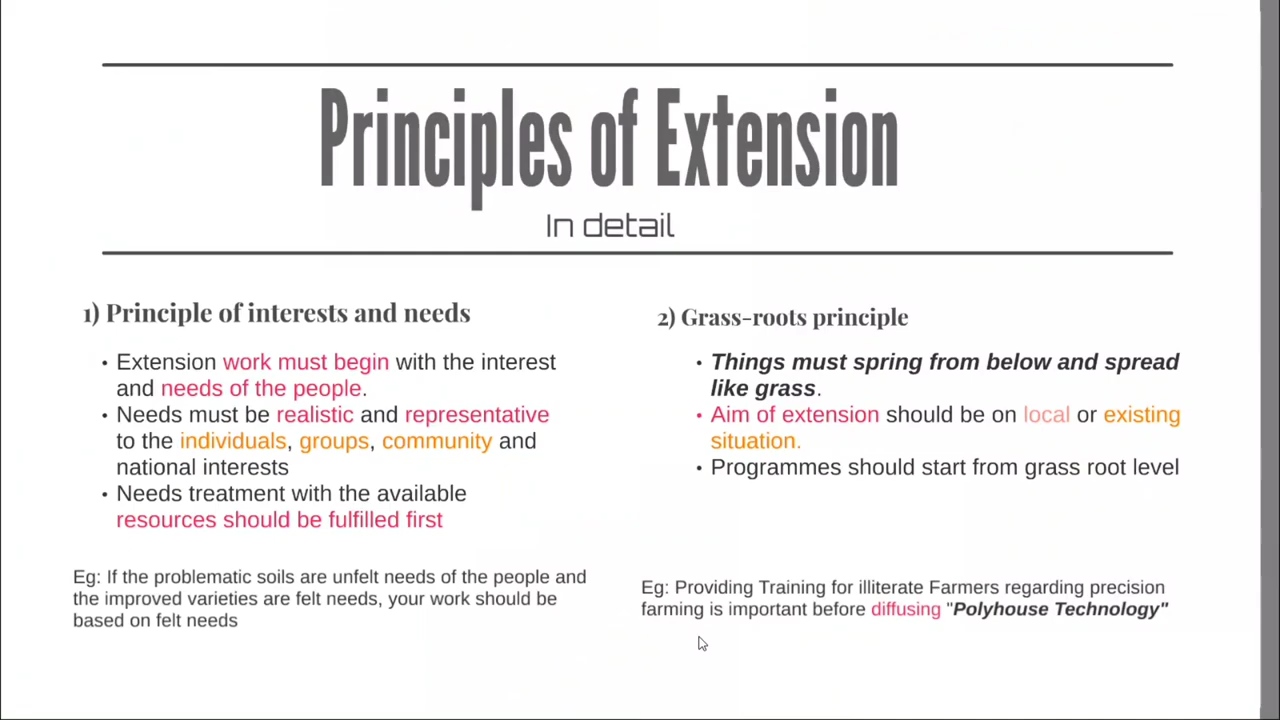 Principles of Extension
In detail
1) Principle of interests and needs
• Extension work must begin with the interest
and needs of the people.
• Needs must be realistic and representative
to the individuals, groups, community and
national interests
• Needs treatment with the available
resources should be fulfilled first
Eg: If the problematic soils are unfelt needs of the people and
the improved varieties are felt needs, your work should be
based on felt needs
2) Grass-roots principle
• Things must spring from below and spread
like grass.
• Aim of extension should be on local or existing
situation.
• Programmes should start from grass root level
Eg: Providing Training for illiterate Farmers regarding precision
farming is important before diffusing "Polyhouse Technology"